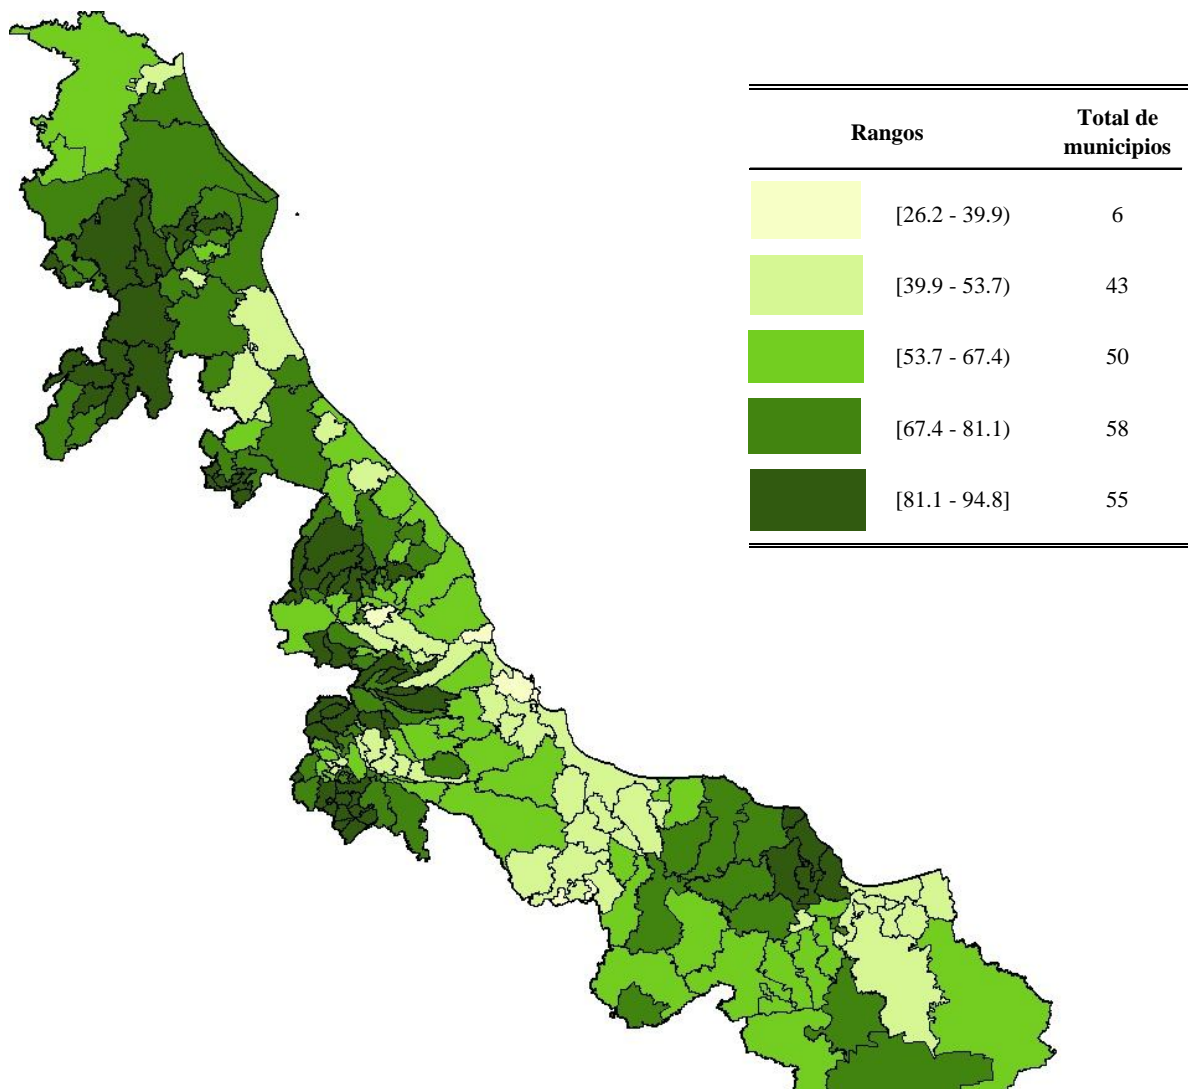 Rangos
Total de
municipios
[26.2 - 39.9) 6
[39.9 - 53.7) 43
[53.7 - 67.4) 50
[67.4 - 81.1) 58
[81.1 - 94.8] 55